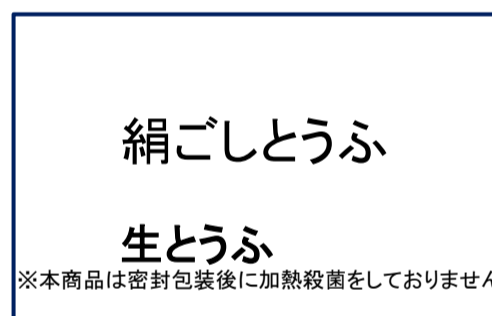 絹ごしとうふ
生とうふ
※本商品は密封包装後に加熱殺菌をしておりません